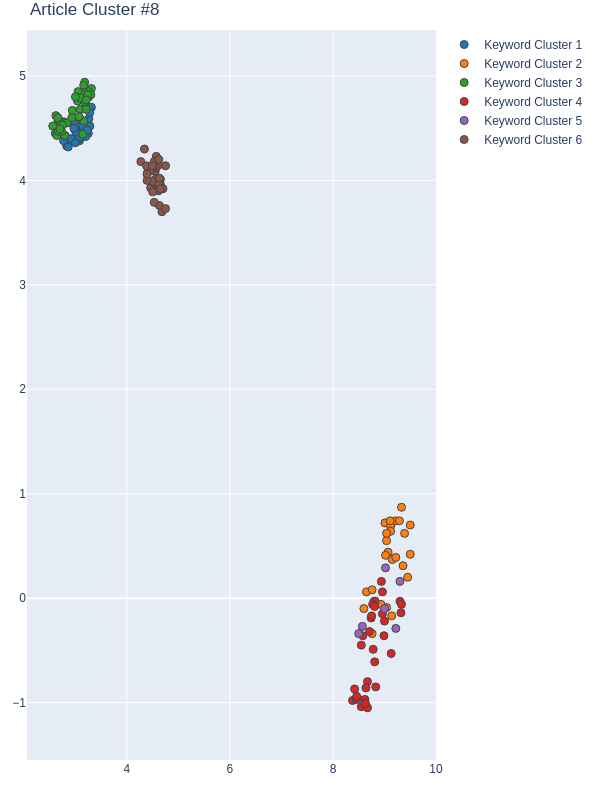 Article Cluster #8
Keyword Cluster 1
Keyword Cluster 2
Keyword Cluster 3
Keyword Cluster 4
Keyword Cluster 5
Keyword Cluster 6
5
4
3
2
1
0
−1
4 6 8 10